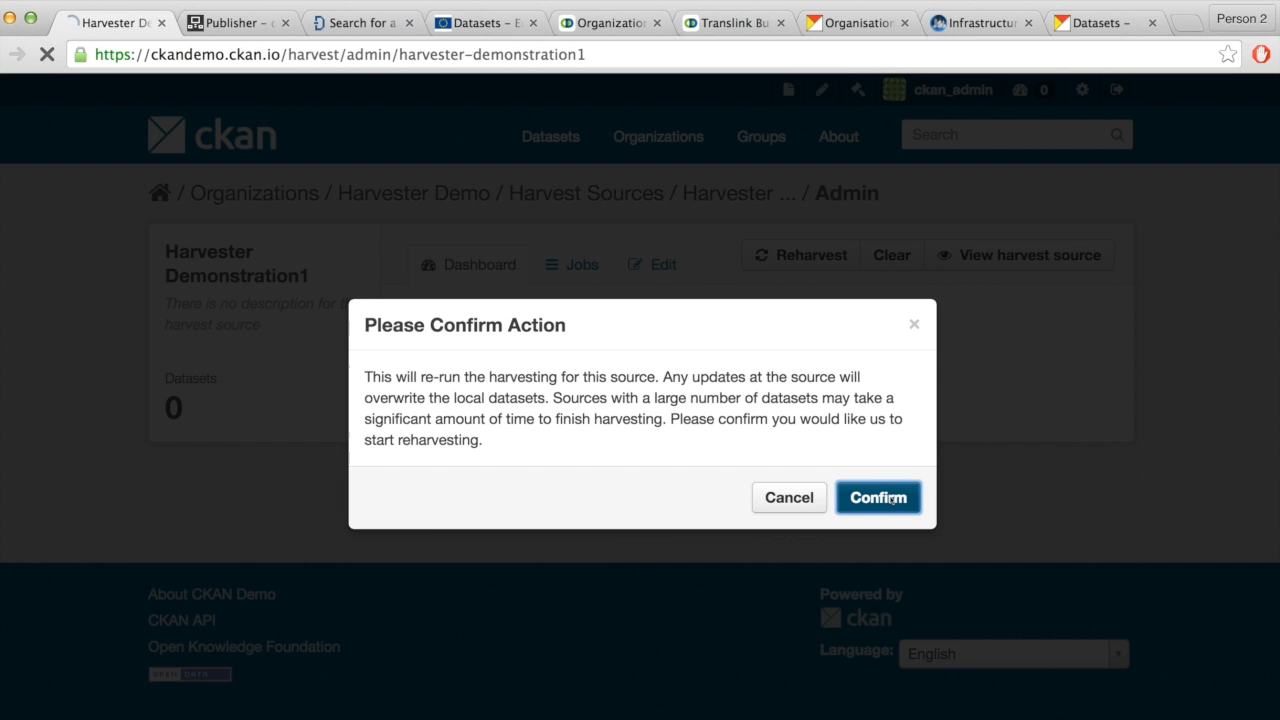 Harvester De
Publisher -
Search for a
Datasets – E
Organization
Translink Bu
Organisation
Infrastructur
Datasets –
Person 2
https://ckandemo.ckan.io/harvest/admin/harvester-demonstration1
ckan_admin
0
ckan
Datasets
Organizations
Groups
About
Search
/ Organizations / Harvester Demo / Harvest Sources / Harvester ... / Admin
Harvester
Demonstration1
There is no description for
harvest source
Datasets
0
Dashboard
Jobs
Edit
Reharvest
Clear
View harvest source
Please Confirm Action
×
This will re-run the harvesting for this source. Any updates at the source will
overwrite the local datasets. Sources with a large number of datasets may take a
significant amount of time to finish harvesting. Please confirm you would like us to
start reharvesting.
Cancel
Confirm
About CKAN Demo
CKAN API
Open Knowledge Foundation
OPEN DATA
Powered by
ckan
Language:
English